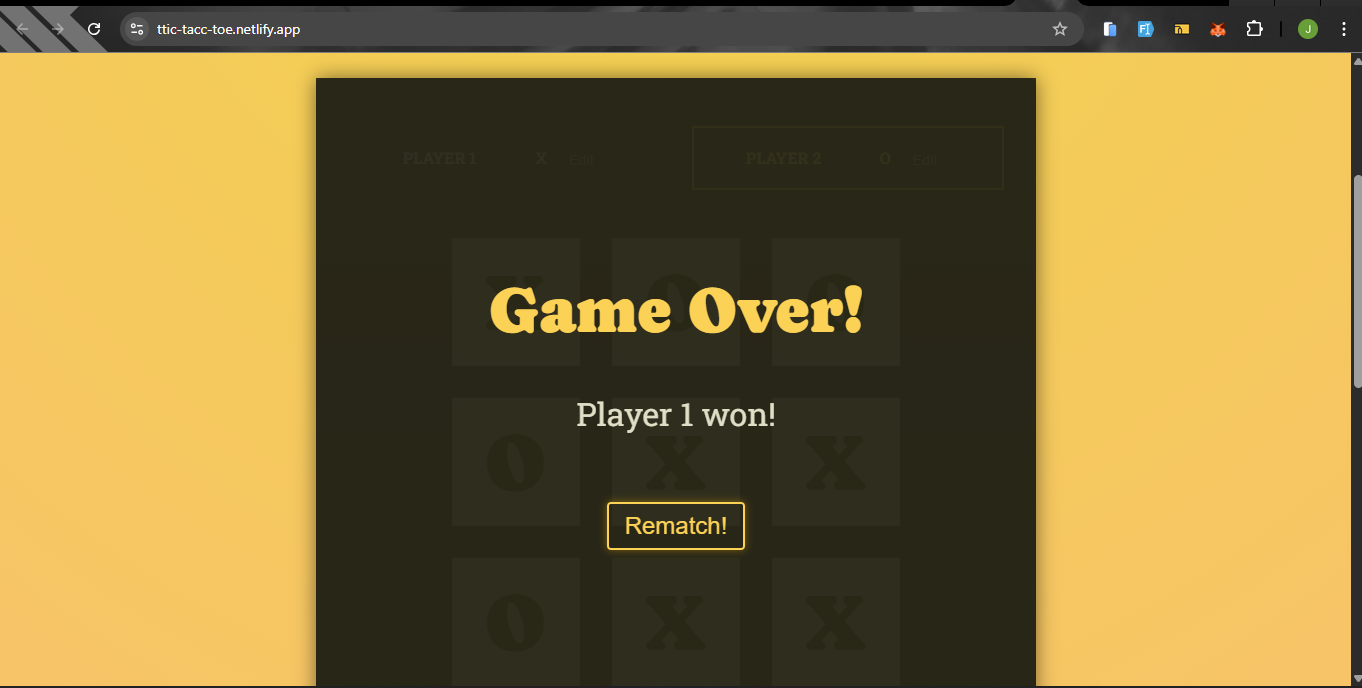 ttic-tacc-toe.netlify.app
J
PLAYER 1 X Edit PLAYER 2 O Edit
X O O
Game Over!
Player 1 won!
O X X
Rematch!
O X X